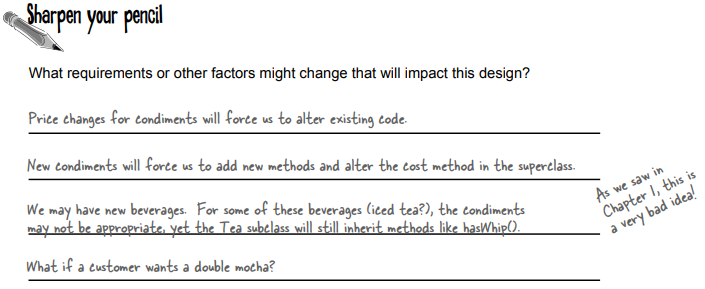 Sharpen your pencil
What requirements or other factors might change that will impact this design?
Price changes for condiments will force us to alter existing code.
New condiments will force us to add new methods and alter the cost method in the superclass.
We may have new beverages. For some of these beverages (iced tea?), the condiments
may not be appropriate, yet the Tea subclass will still inherit methods like hasWhip().
What if a customer wants a double mocha?
As we saw in
Chapter 1, this is
a very bad idea!